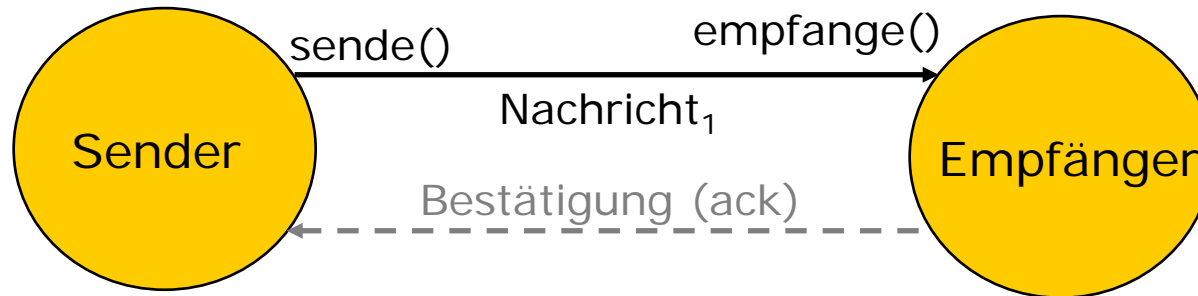 sende()
empfange()
Nachricht₁
Sender
Empfänger
Bestätigung (ack)